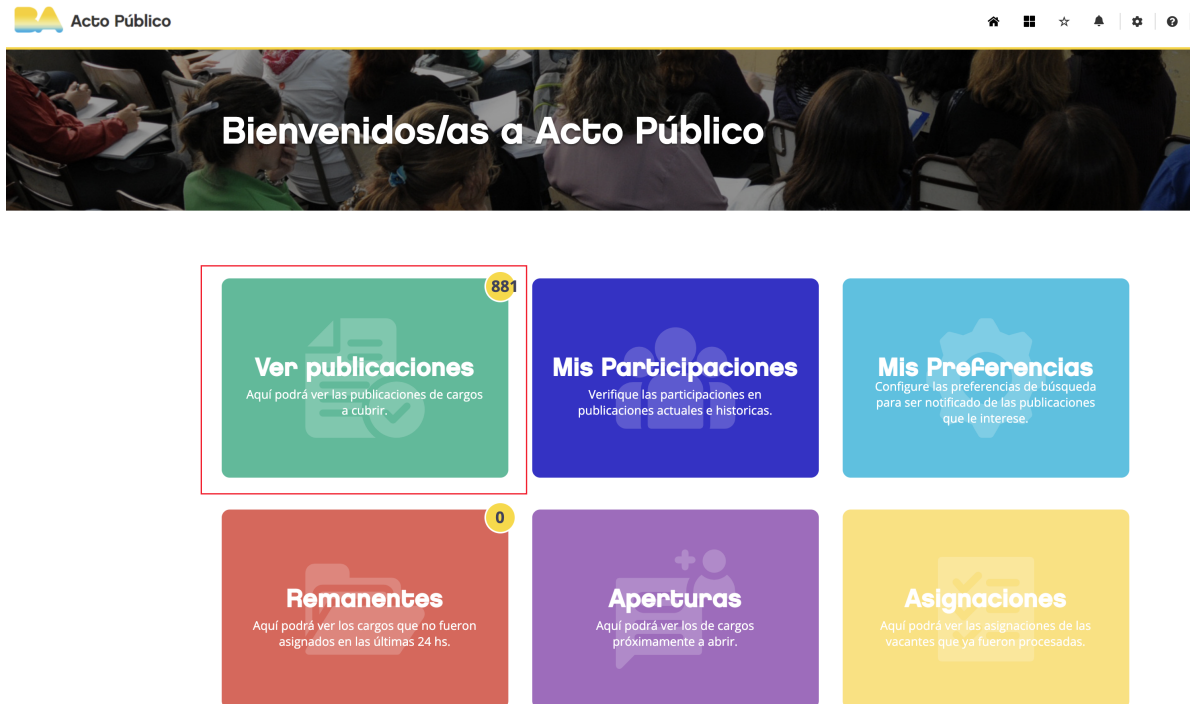 BA Acto Público
Bienvenidos/as a Acto Público
881
Ver publicaciones
Aquí podrá ver las publicaciones de cargos
a cubrir.
Mis Participaciones
Verifique las participaciones en
publicaciones actuales e historicas.
Mis Preferencias
Configure las preferencias de búsqueda
para ser notificado de las publicaciones
que le interese.
0
Remanentes
Aquí podrá ver los cargos que no fueron
asignados en las últimas 24 hs.
Aperturas
Aquí podrá ver los de cargos
próximamente a abrir.
Asignaciones
Aquí podrá ver las asignaciones de las
vacantes que ya fueron procesadas.